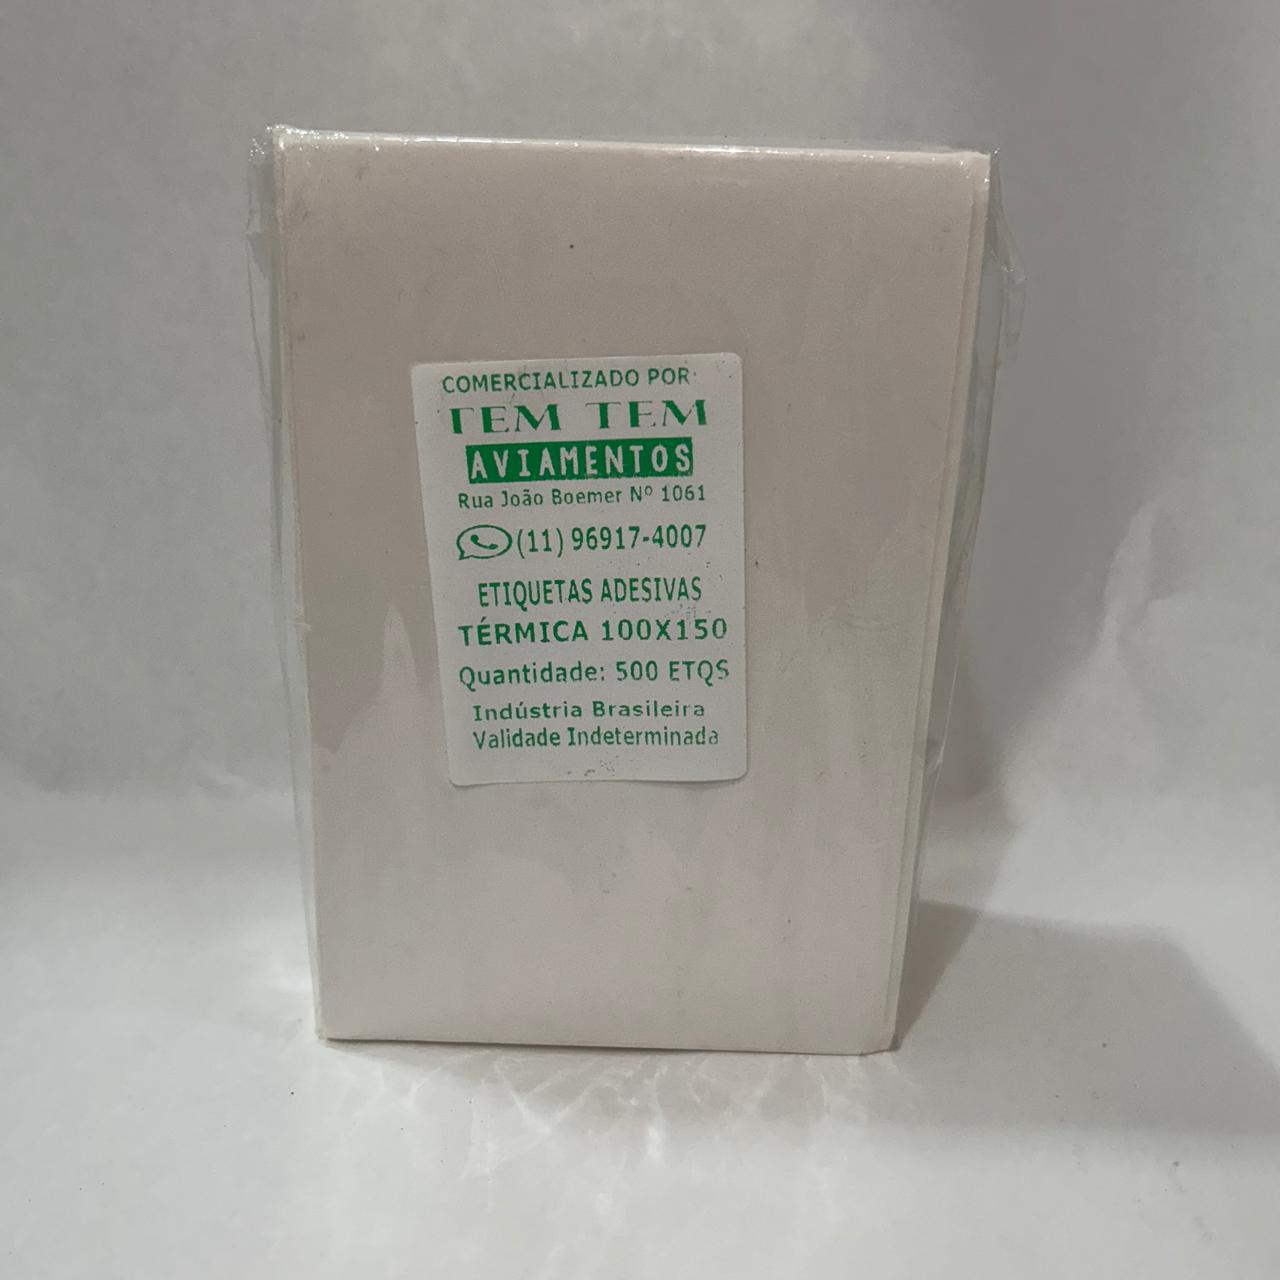 COMERCIALIZADO POR:
TEM TEM
AVIAMENTOS
Rua João Boemer Nº 1061
(11) 96917-4007
ETIQUETAS ADESIVAS
TÉRMICA 100X150
Quantidade: 500 ETQS
Indústria Brasileira
Validade Indeterminada